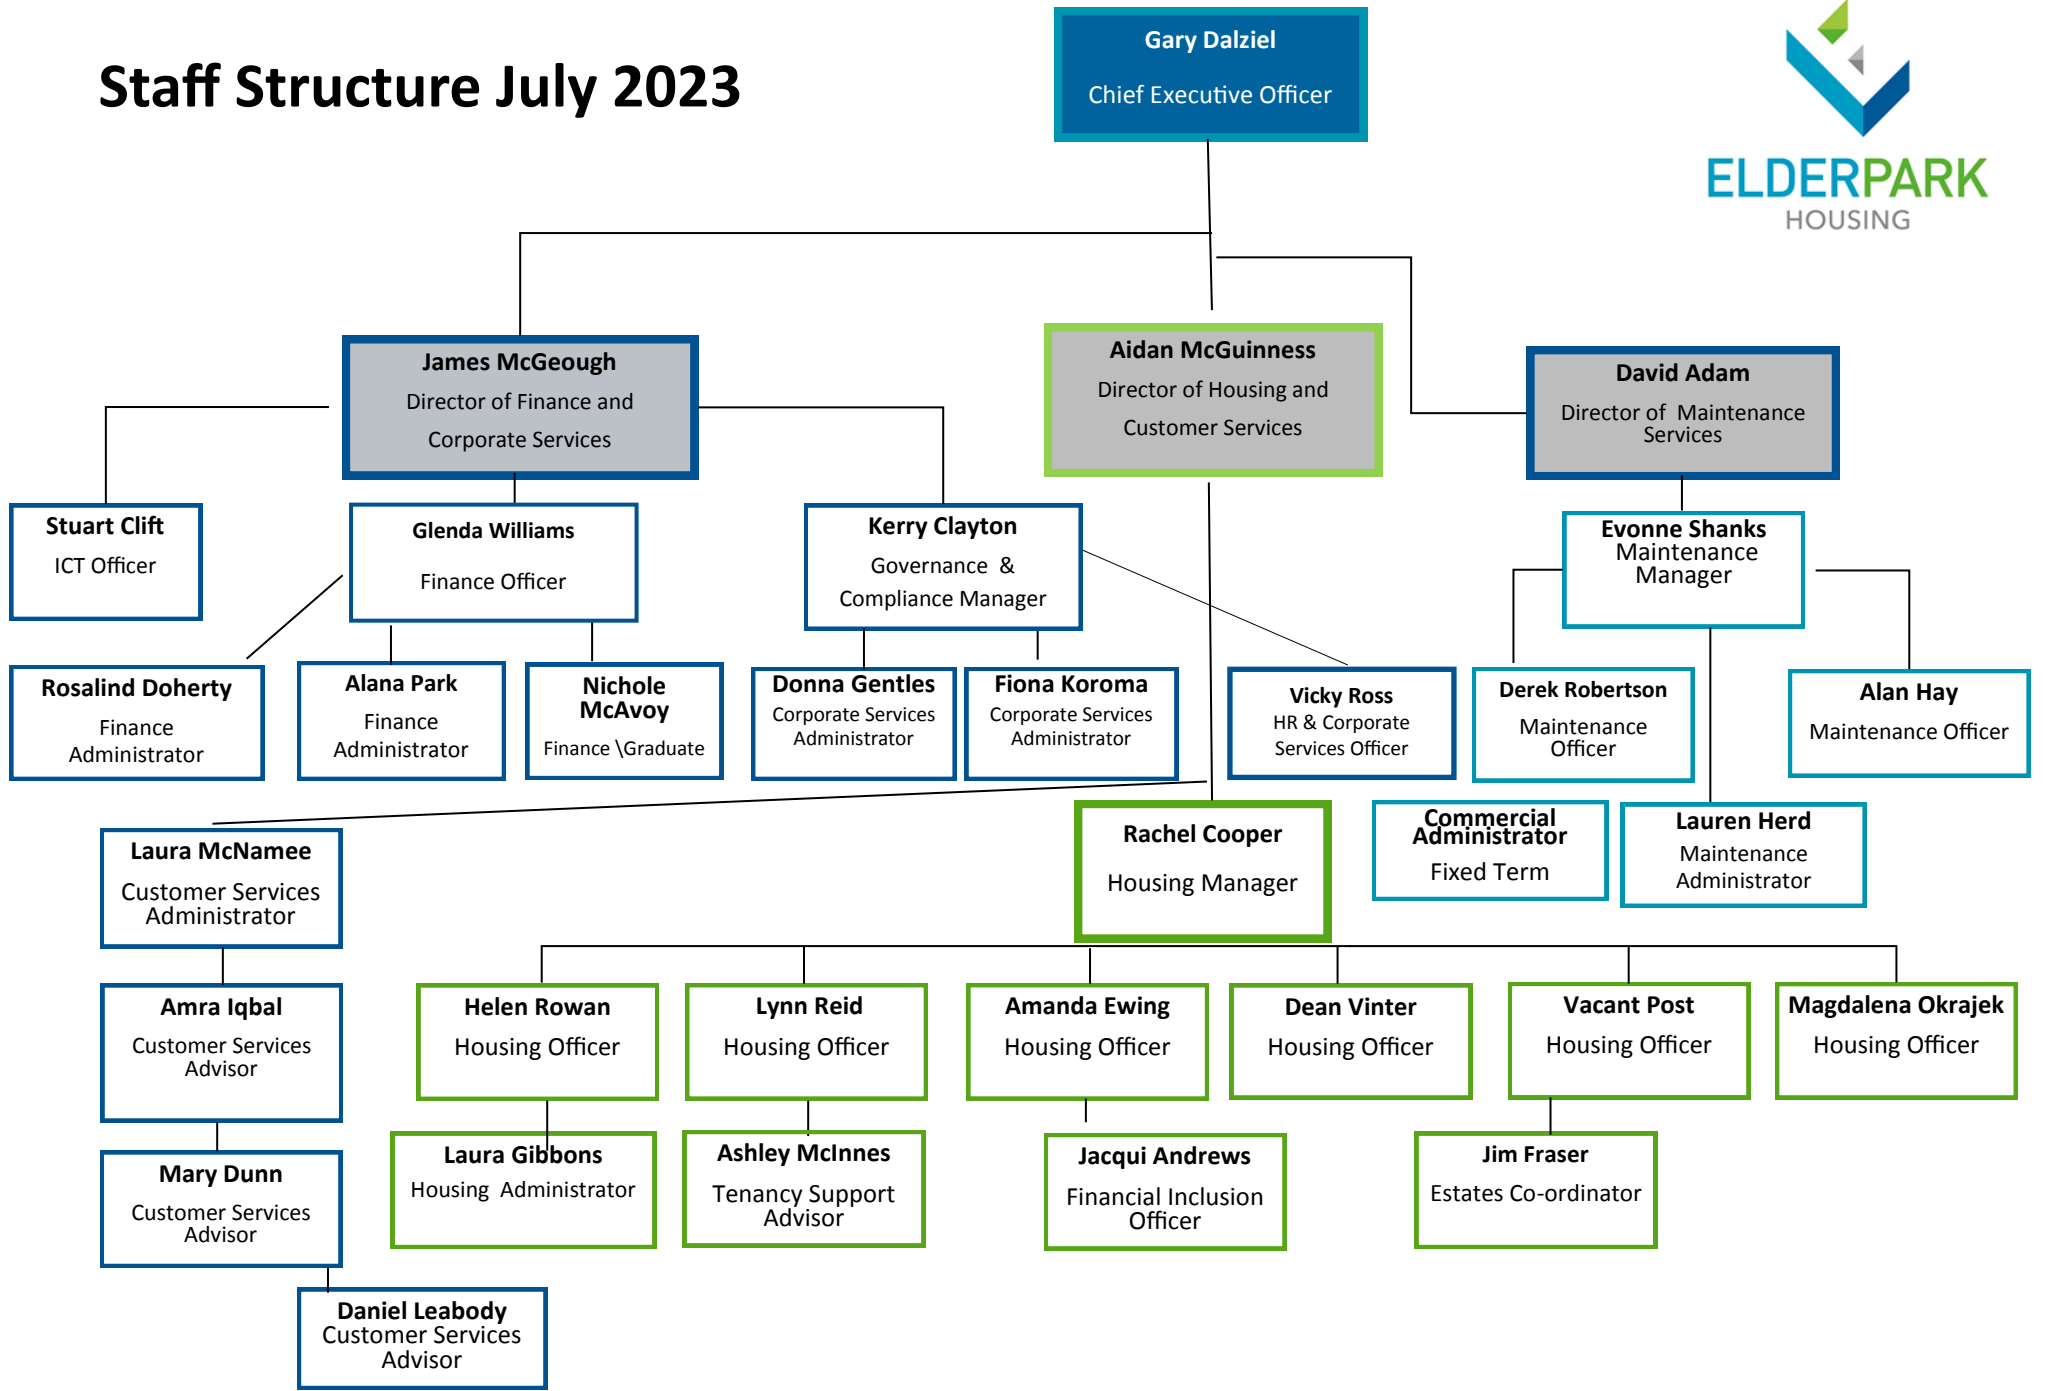 Staff Structure July 2023
Gary Dalziel
Chief Executive Officer
ELDERPARK
HOUSING
James McGeough
Director of Finance and
Corporate Services
Aidan McGuinness
Director of Housing and
Customer Services
David Adam
Director of  Maintenance
Services
Stuart Clift
ICT Officer
Glenda Williams
Finance Officer
Kerry Clayton
Governance  &
Compliance Manager
Evonne Shanks
Maintenance
Manager
Rosalind Doherty
Finance
Administrator
Alana Park
Finance
Administrator
Nichole
McAvoy
Finance \Graduate
Donna Gentles
Corporate Services
Administrator
Fiona Koroma
Corporate Services
Administrator
Vicky Ross
HR & Corporate
Services Officer
Derek Robertson
Maintenance
Officer
Alan Hay
Maintenance Officer
Laura McNamee
Customer Services
Administrator
Rachel Cooper
Housing Manager
Commercial
Administrator
Fixed Term
Lauren Herd
Maintenance
Administrator
Amra Iqbal
Customer Services
Advisor
Helen Rowan
Housing Officer
Lynn Reid
Housing Officer
Amanda Ewing
Housing Officer
Dean Vinter
Housing Officer
Vacant Post
Housing Officer
Magdalena Okrajek
Housing Officer
Mary Dunn
Customer Services
Advisor
Laura Gibbons
Housing  Administrator
Ashley McInnes
Tenancy Support
Advisor
Jacqui Andrews
Financial Inclusion
Officer
Jim Fraser
Estates Co-ordinator
Daniel Leabody
Customer Services
Advisor